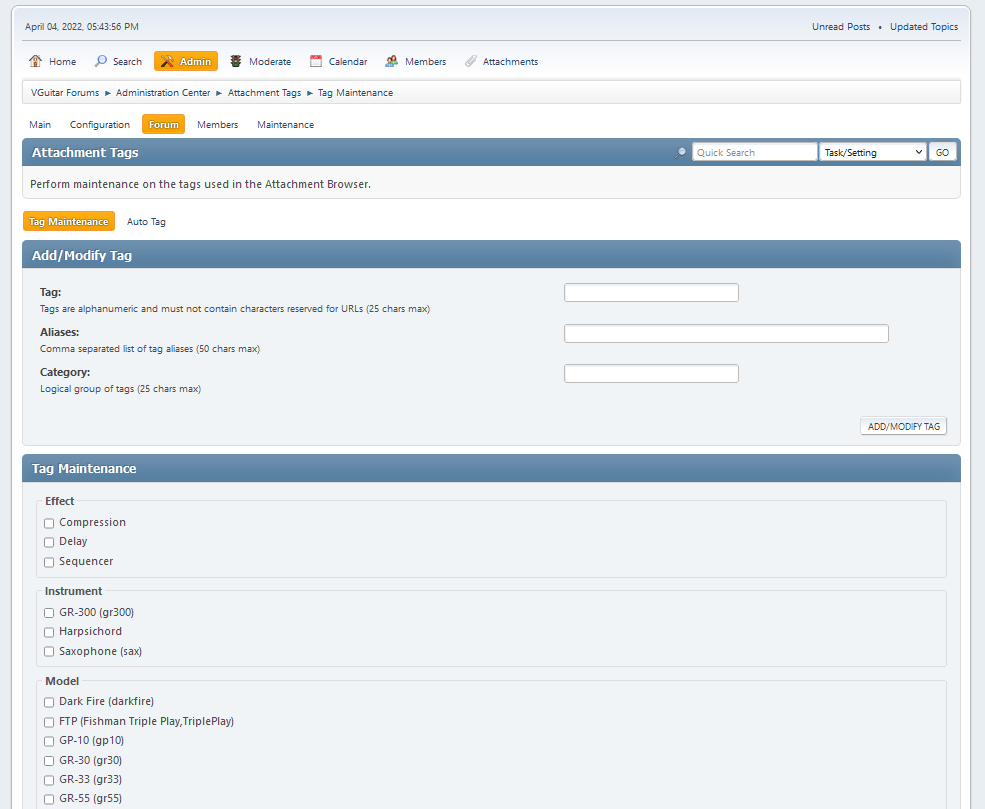 April 04, 2022, 05:43:56 PM
Unread Posts • Updated Topics
Home Search Admin Moderate Calendar Members Attachments
VGuitar Forums ► Administration Center ► Attachment Tags ► Tag Maintenance
Main Configuration Forum Members Maintenance
Attachment Tags
Quick Search Task/Setting GO
Perform maintenance on the tags used in the Attachment Browser.
Tag Maintenance Auto Tag
Add/Modify Tag
Tag:
Tags are alphanumeric and must not contain characters reserved for URLs (25 chars max)
Aliases:
Comma separated list of tag aliases (50 chars max)
Category:
Logical group of tags (25 chars max)
ADD/MODIFY TAG
Tag Maintenance
Effect
Compression
Delay
Sequencer
Instrument
GR-300 (gr300)
Harpsichord
Saxophone (sax)
Model
Dark Fire (darkfire)
FTP (Fishman Triple Play,TriplePlay)
GP-10 (gp10)
GR-30 (gr30)
GR-33 (gr33)
GR-55 (gr55)